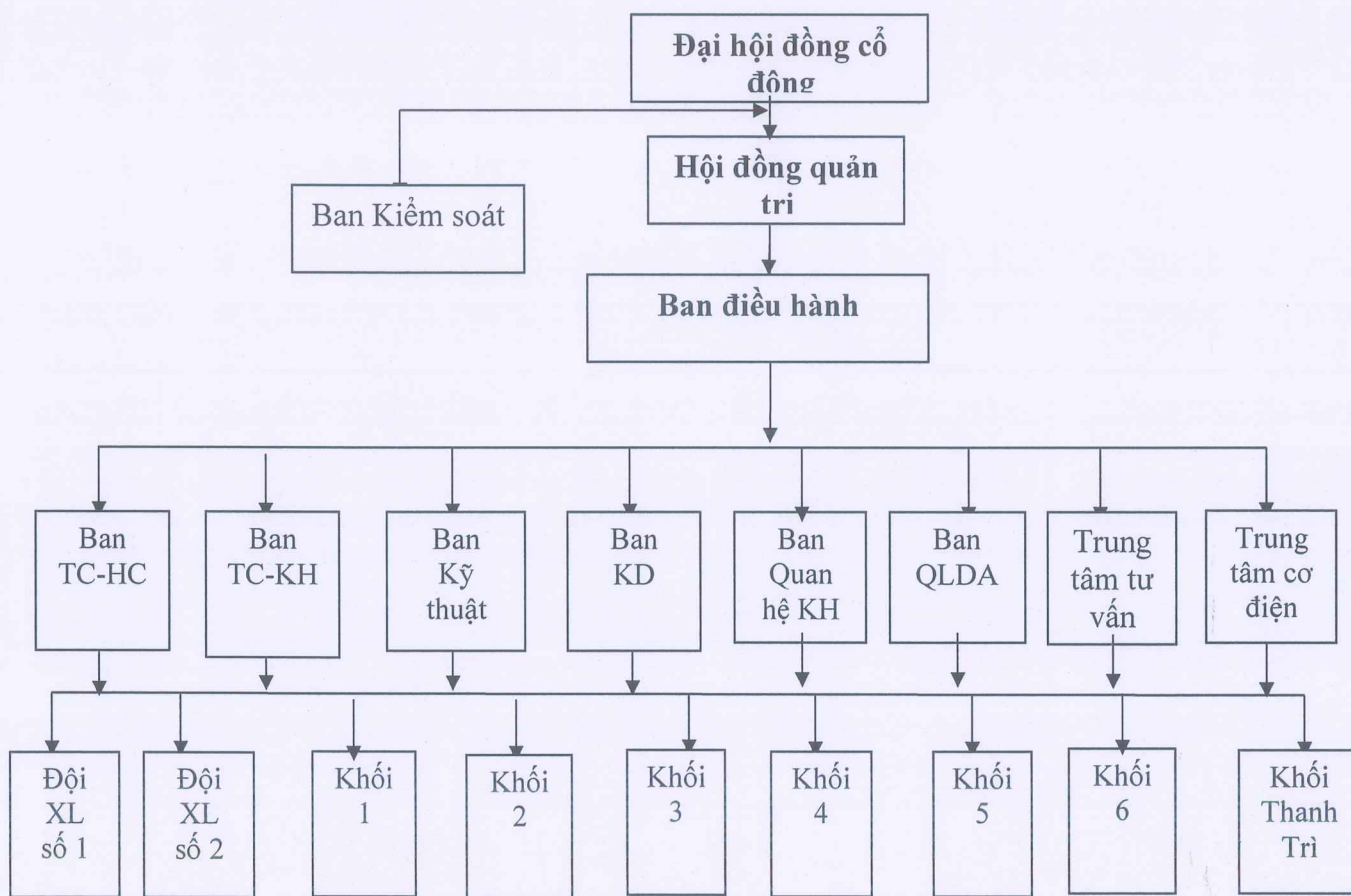 Đại hội đồng cổ
đông
Hội đồng quản
trị
Ban Kiểm soát
Ban điều hành
Ban
TC-HC
Ban
TC-KH
Ban
Kỹ
thuật
Ban
KD
Ban
Quan
hệ KH
Ban
QLDA
Trung
tâm tư
vấn
Trung
tâm cơ
điện
Đội
XL
số 1
Đội
XL
số 2
Khối
1
Khối
2
Khối
3
Khối
4
Khối
5
Khối
6
Khối
Thanh
Trì